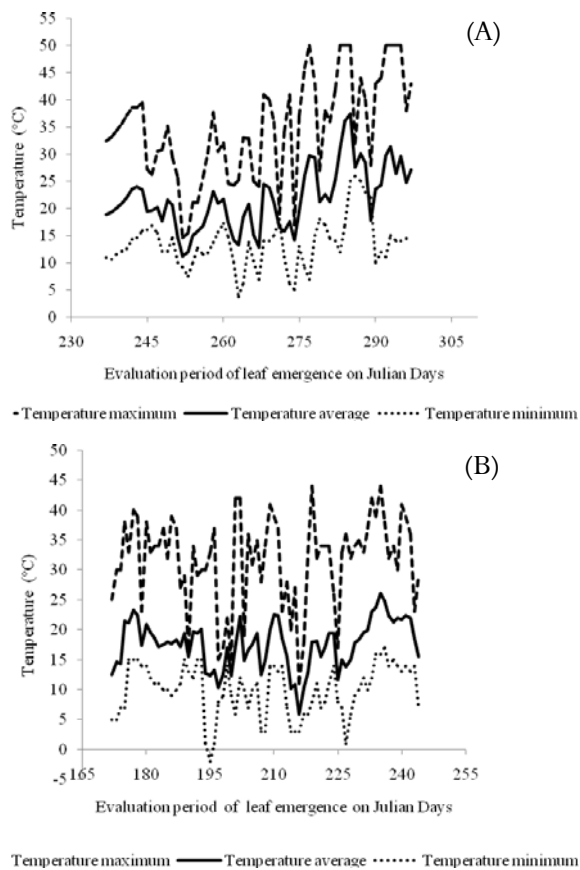 (A)
55
50
45
40
35
30
25
20
15
10
5
0
Temperature (°C)
230 245 260 275 290 305
Evaluation period of leaf emergence on Julian Days
Temperature maximum Temperature average Temperature minimum
(B)
50
45
40
35
30
25
20
15
10
5
0
-5
Temperature (°C)
165 180 195 210 225 240 255
Evaluation period of leaf emergence on Julian Days
Temperature maximum Temperature average Temperature minimum